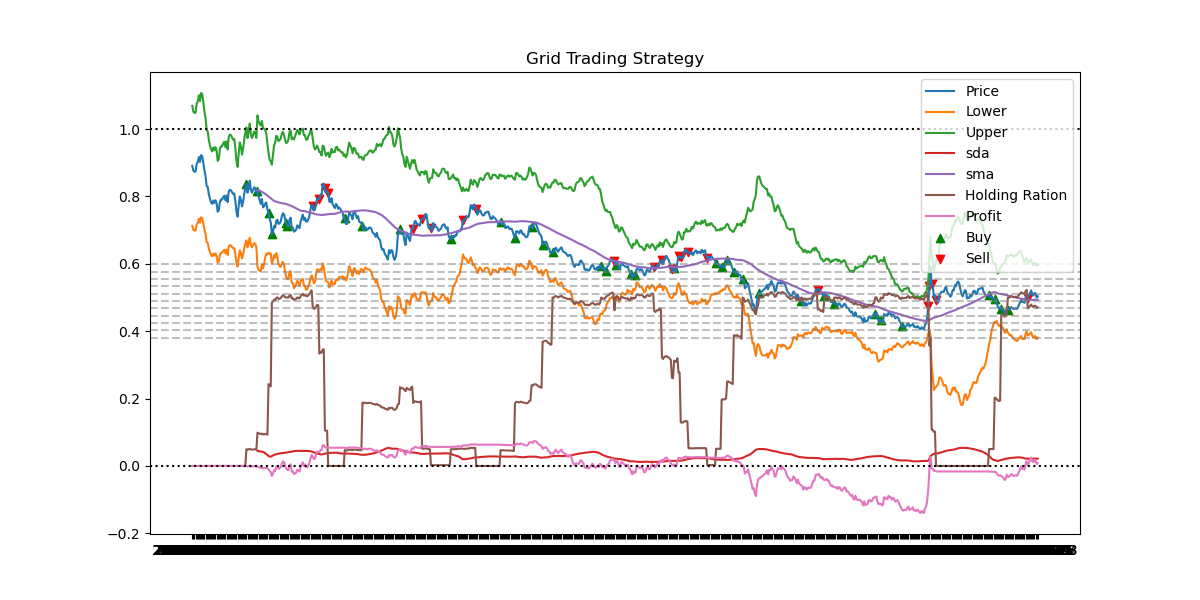 Grid Trading Strategy
1.0
0.8
0.6
0.4
0.2
0.0
−0.2
Price
Lower
Upper
sda
sma
Holding Ration
Profit
Buy
Sell